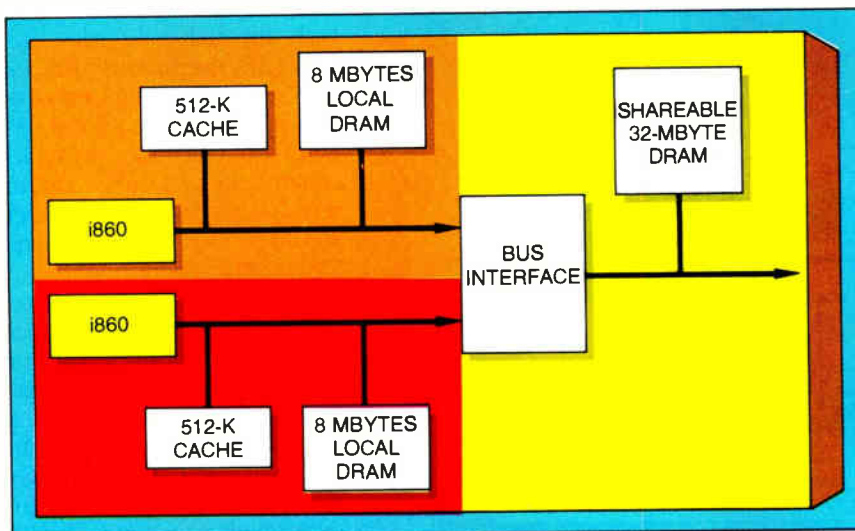 512-K
CACHE
8 MBYTES
LOCAL
DRAM
SHAREABLE
32-MBYTE
DRAM
i860
BUS
INTERFACE
i860
512-K
CACHE
8 MBYTES
LOCAL
DRAM